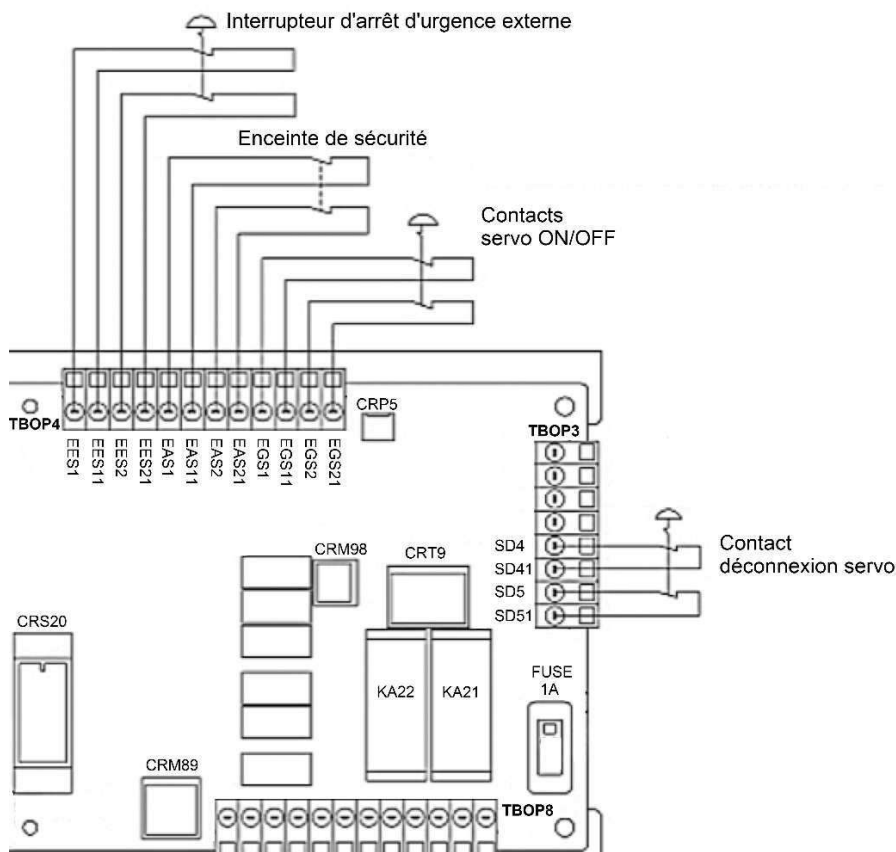 Interrupteur d'arrêt d'urgence externe
Enceinte de sécurité
Contacts
servo ON/OFF
TBOP4
CRP5
TBOP3
EES1
EES11
EES2
EES21
EAS1
EAS11
EAS2
EAS21
EGS1
EGS11
EGS2
EGS21
SD4
SD41
SD5
SD51
Contact
déconnexion servo
CRM98
CRT9
CRS20
KA22
KA21
FUSE
1A
CRM89
TBOP8